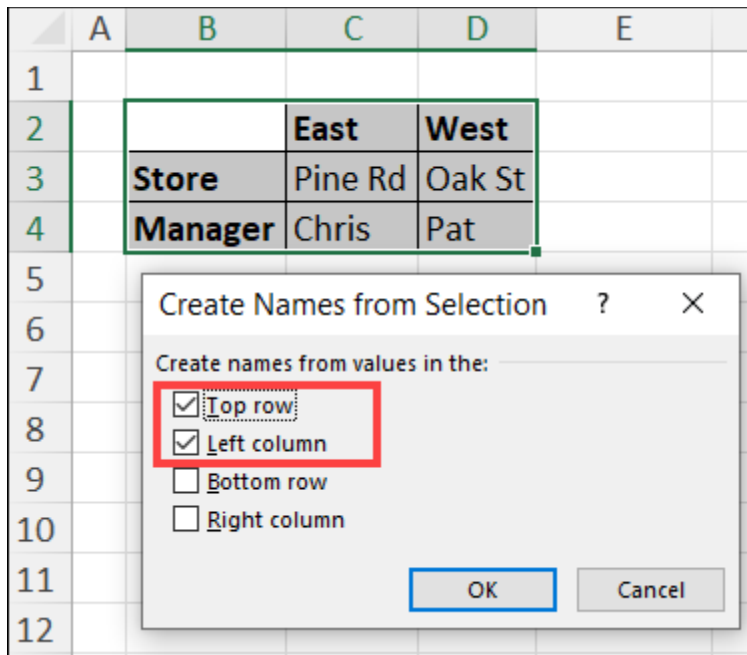 A B C D E
1
2 East West
3 Store Pine Rd Oak St
4 Manager Chris Pat
5
Create Names from Selection ? ×
6
Create names from values in the:
7
Top row
8
Left column
9 Bottom row
10 Right column
11 OK Cancel
12